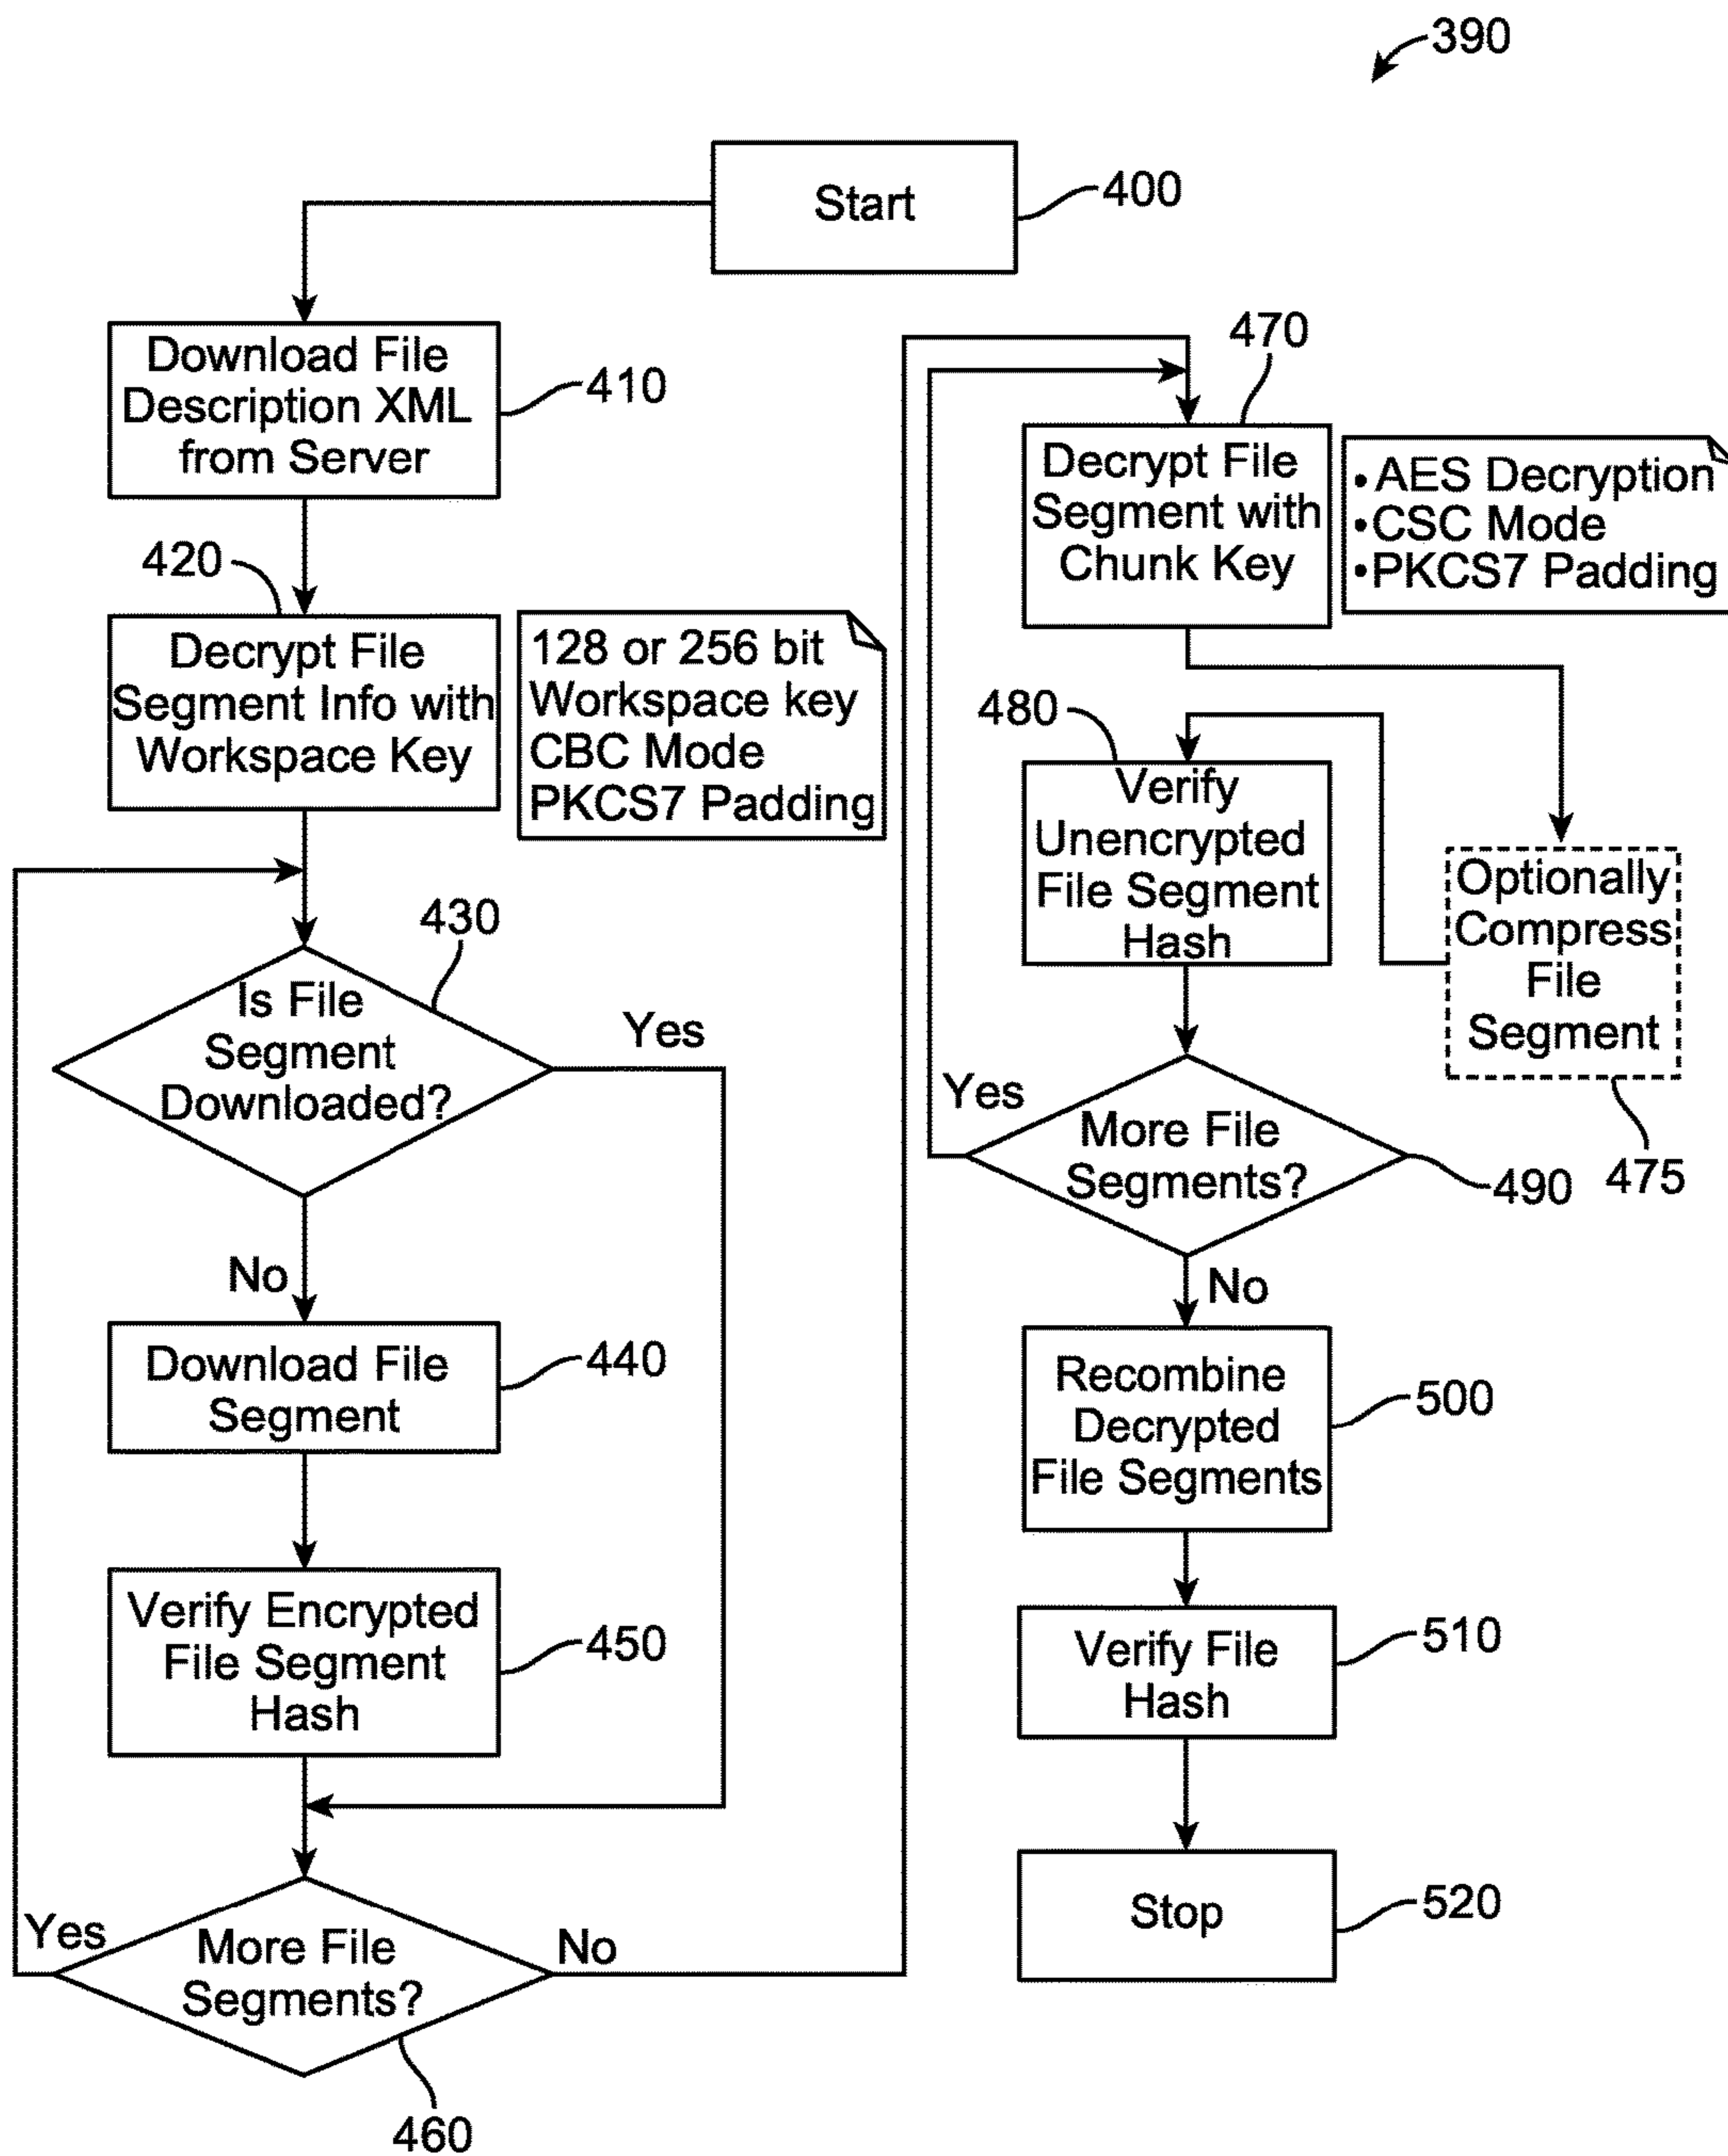 390
Start
400
Download File
Description XML
from Server
410
420
Decrypt File
Segment Info with
Workspace Key
128 or 256 bit
Workspace key
CBC Mode
PKCS7 Padding
430
Is File
Segment
Downloaded?
Yes
No
Download File
Segment
440
Verify Encrypted
File Segment
Hash
450
Yes
More File
Segments?
No
460
470
Decrypt File
Segment with
Chunk Key
•AES Decryption
•CSC Mode
•PKCS7 Padding
480
Verify
Unencrypted
File Segment
Hash
Optionally
Compress
File
Segment
475
Yes
More File
Segments?
490
No
Recombine
Decrypted
File Segments
500
Verify File
Hash
510
Stop
520